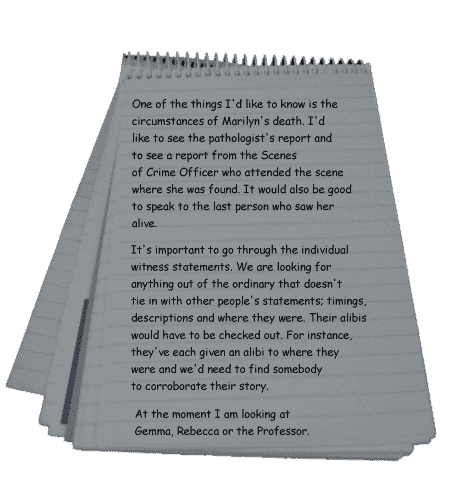 One of the things I'd like to know is the
circumstances of Marilyn's death. I'd
like to see the pathologist's report and
to see a report from the Scenes
of Crime Officer who attended the scene
where she was found. It would also be good
to speak to the last person who saw her
alive.
It's important to go through the individual
witness statements. We are looking for
anything out of the ordinary that doesn't
tie in with other people's statements; timings,
descriptions and where they were. Their alibis
would have to be checked out. For instance,
they've each given an alibi to where they
were and we'd need to find somebody
to corroborate their story.
At the moment I am looking at
Gemma, Rebecca or the Professor.